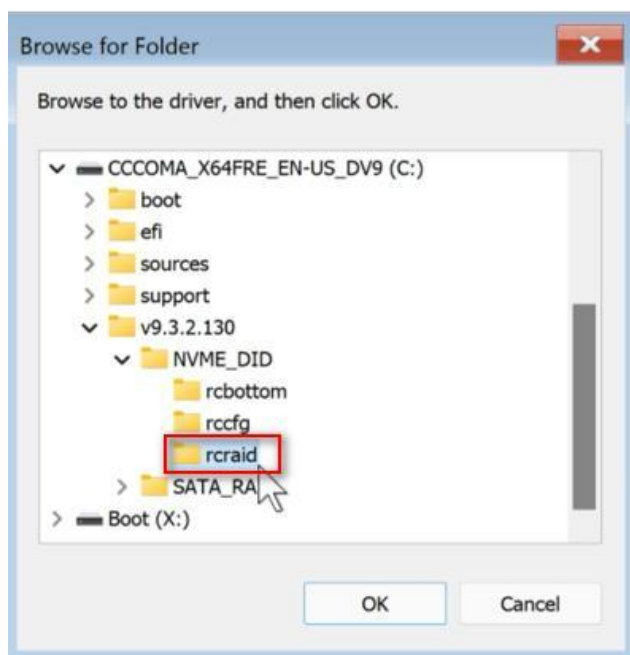 Browse for Folder
Browse to the driver, and then click OK.
CCCOMA_X64FRE_EN-US_DV9 (C:)
boot
efi
sources
support
v9.3.2.130
NVME_DID
rcbottom
rccfg
rcraid
SATA_RA
Boot (X:)
OK
Cancel